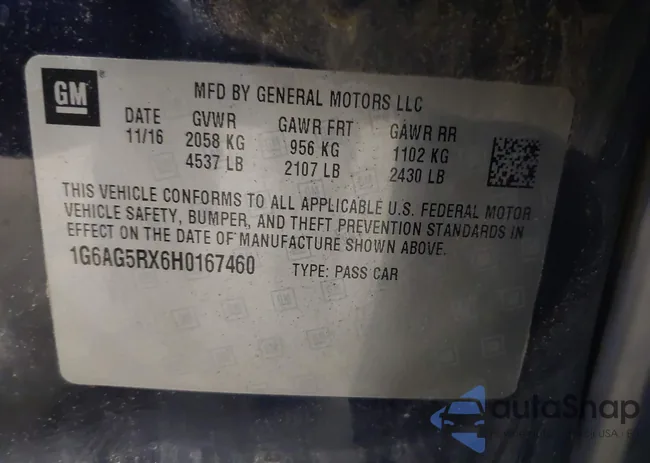 GM
MFD BY GENERAL MOTORS LLC
DATE GVWR GAWR FRT GAWR RR
11/16 2058 KG 956 KG 1102 KG
4537 LB 2107 LB 2430 LB
THIS VEHICLE CONFORMS TO ALL APPLICABLE U.S. FEDERAL MOTOR
VEHICLE SAFETY, BUMPER, AND THEFT PREVENTION STANDARDS IN
EFFECT ON THE DATE OF MANUFACTURE SHOWN ABOVE.
1G6AG5RX6H0167460 TYPE: PASS CAR
autoSnap